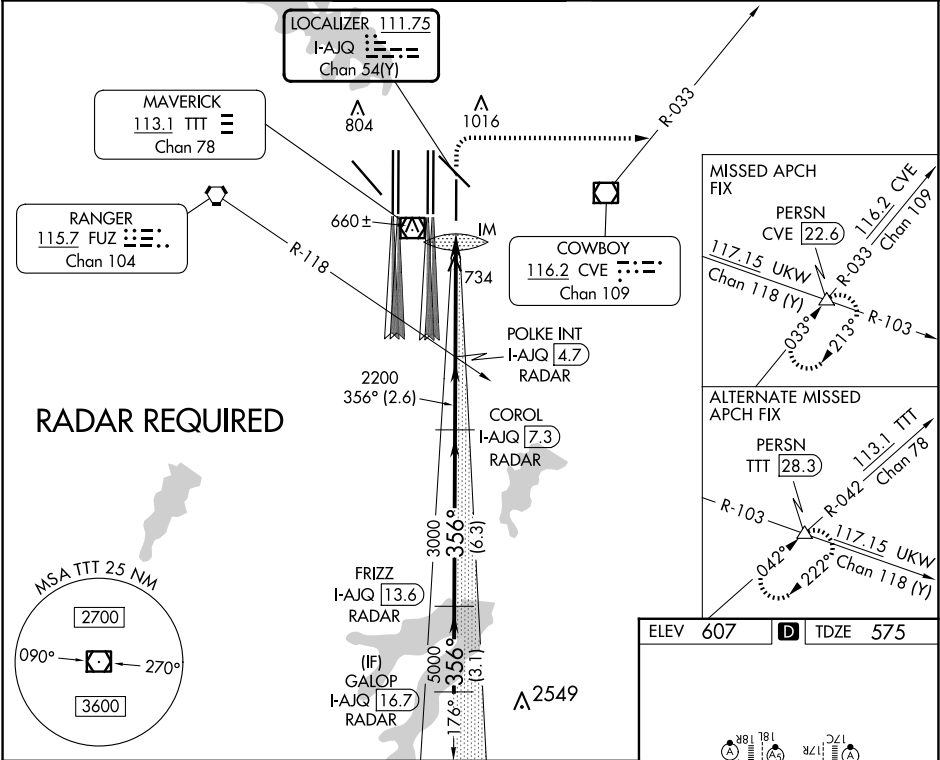 LOCALIZER 111.75
I-AJQ
Chan 54(Y)
MAVERICK
113.1 TTT
Chan 78
804
1016
R-033
RANGER
115.7 FUZ
Chan 104
R-118
660 ±
IM
734
COWBOY
116.2 CVE
Chan 109
POLKE INT
I-AJQ 4.7
RADAR
2200
356° (2.6)
RADAR REQUIRED
COROL
I-AJQ 7.3
RADAR
3000
356°
(6.3)
FRIZZ
I-AJQ 13.6
RADAR
5000
356°
(3.1)
(IF)
GALOP
I-AJQ 16.7
RADAR
176°
2549
MSA TTT 25 NM
2700
090°
270°
3600
MISSED APCH
FIX
PERSN
CVE 22.6
116.2 CVE
R-033 Chan 109
117.15 UKW
Chan 118 (Y)
R-103
033°
213°
ALTERNATE MISSED
APCH FIX
PERSN
TTT 28.3
113.1 TTT
R-042 Chan 78
R-103
117.15 UKW
Chan 118 (Y)
042°
222°
ELEV 607 D TDZE 575
18R
18L
17R
17C
A
A5
A